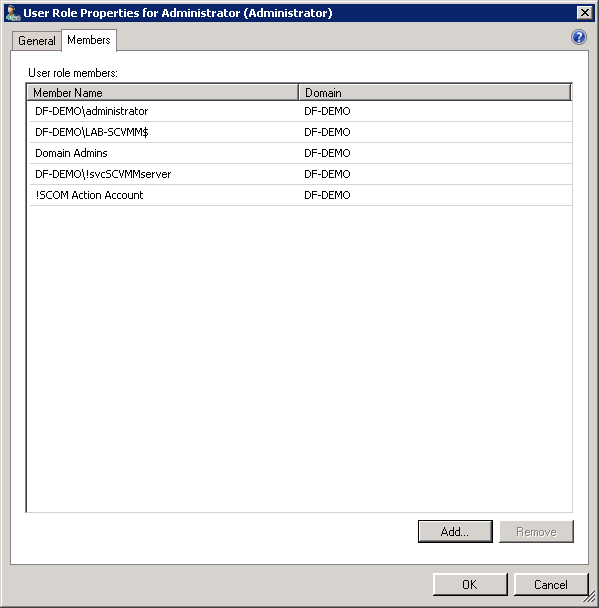 User Role Properties for Administrator (Administrator)
General Members
User role members:
Member Name Domain
DF-DEMO\administrator DF-DEMO
DF-DEMO\LAB-SCVMM$ DF-DEMO
Domain Admins DF-DEMO
DF-DEMO\!svcSCVMMserver DF-DEMO
!SCOM Action Account DF-DEMO
Add... Remove
OK Cancel